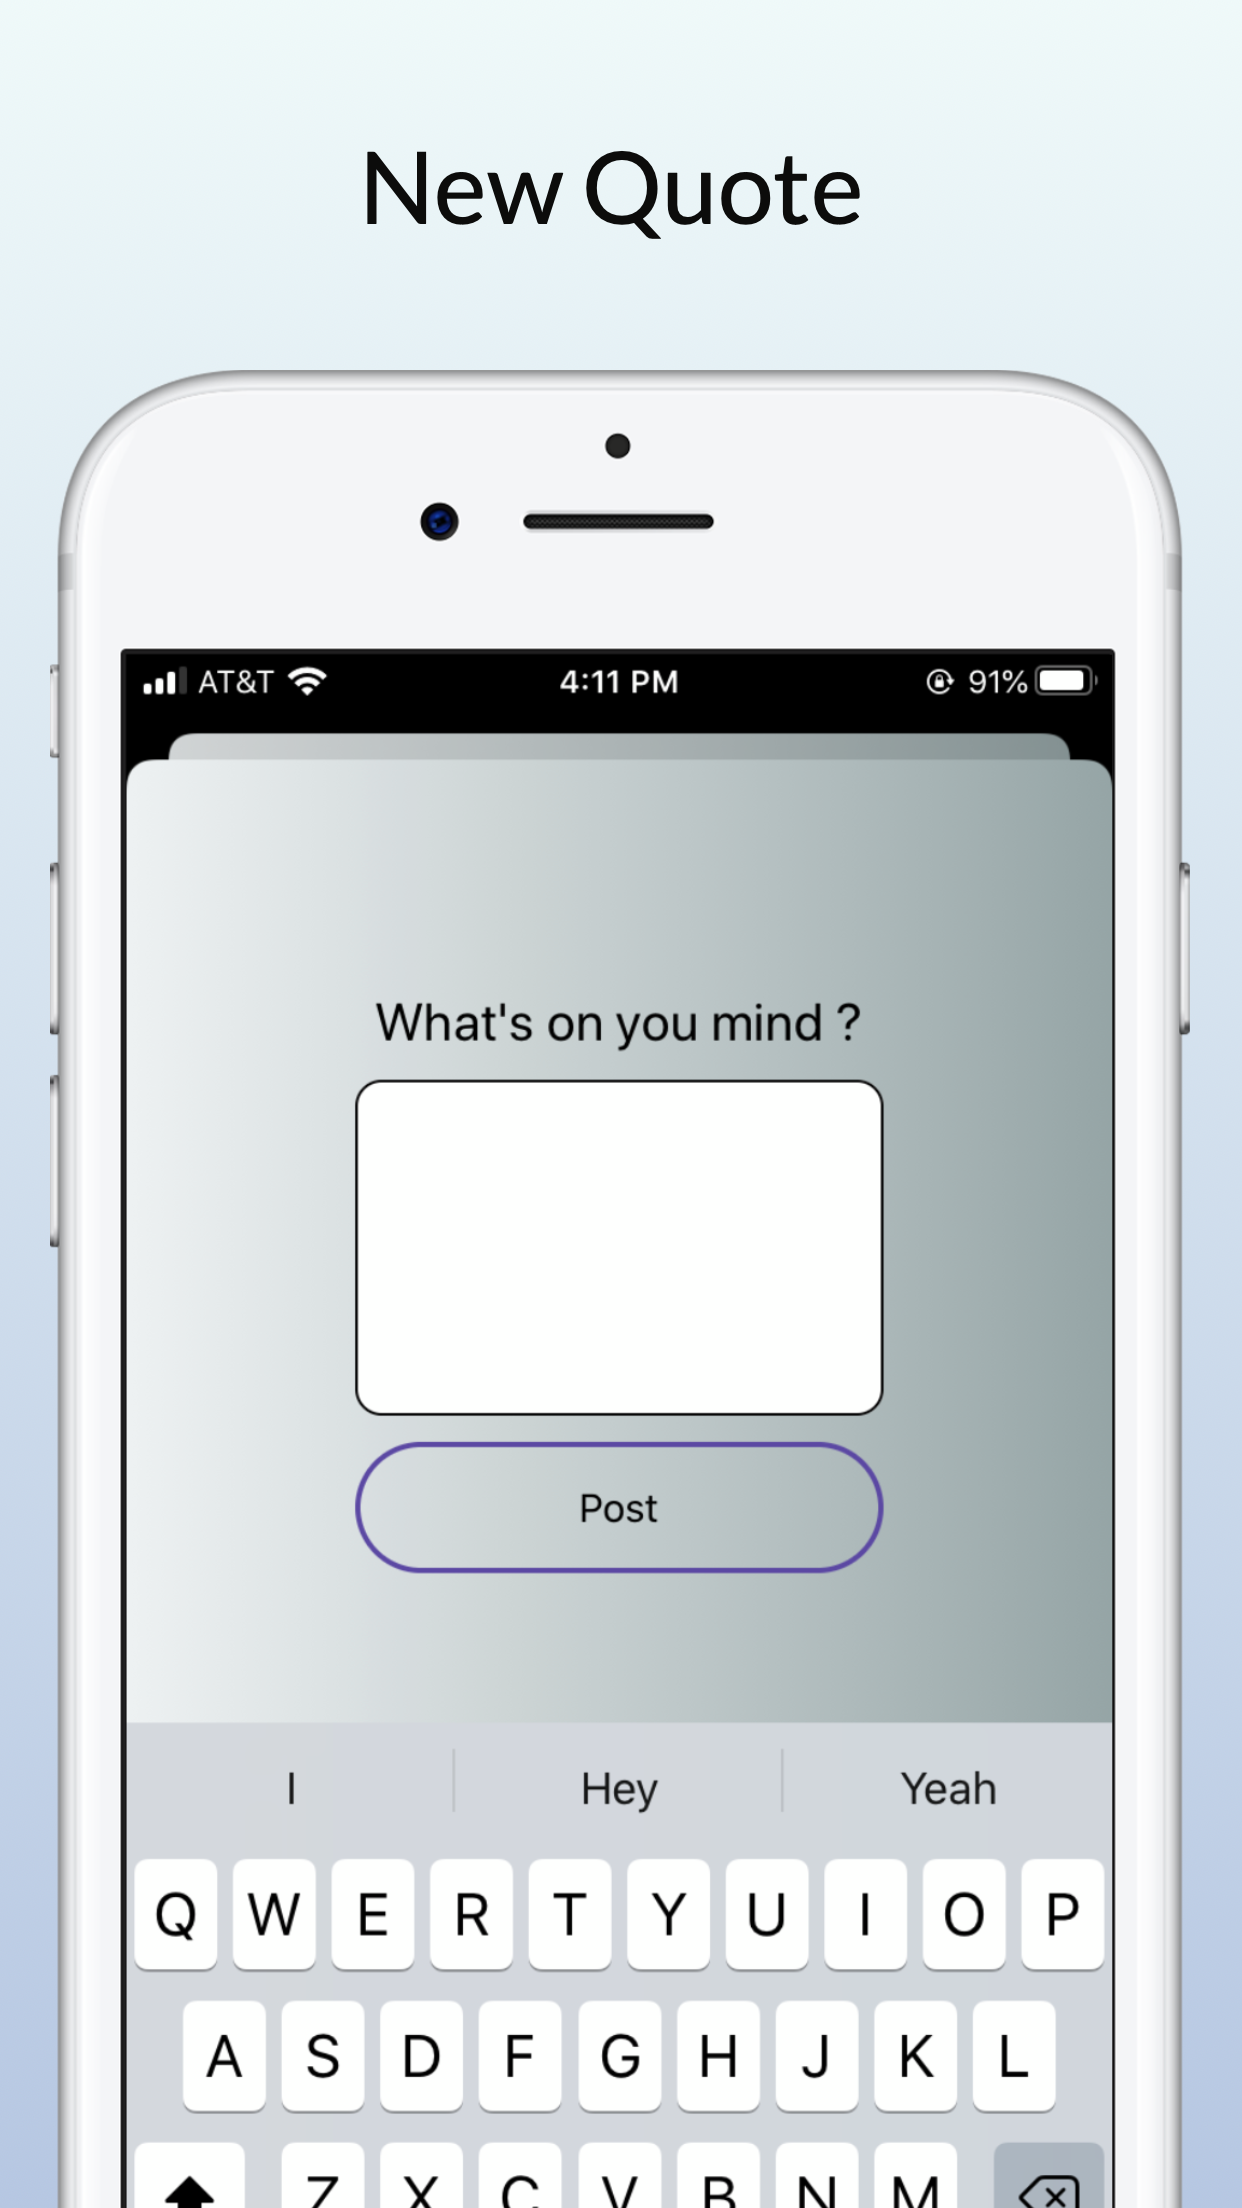 New Quote
AT&T 4:11 PM 91%
What's on you mind ?
Post
I Hey Yeah
Q W E R T Y U I O P
A S D F G H J K L
Z X C V B N M